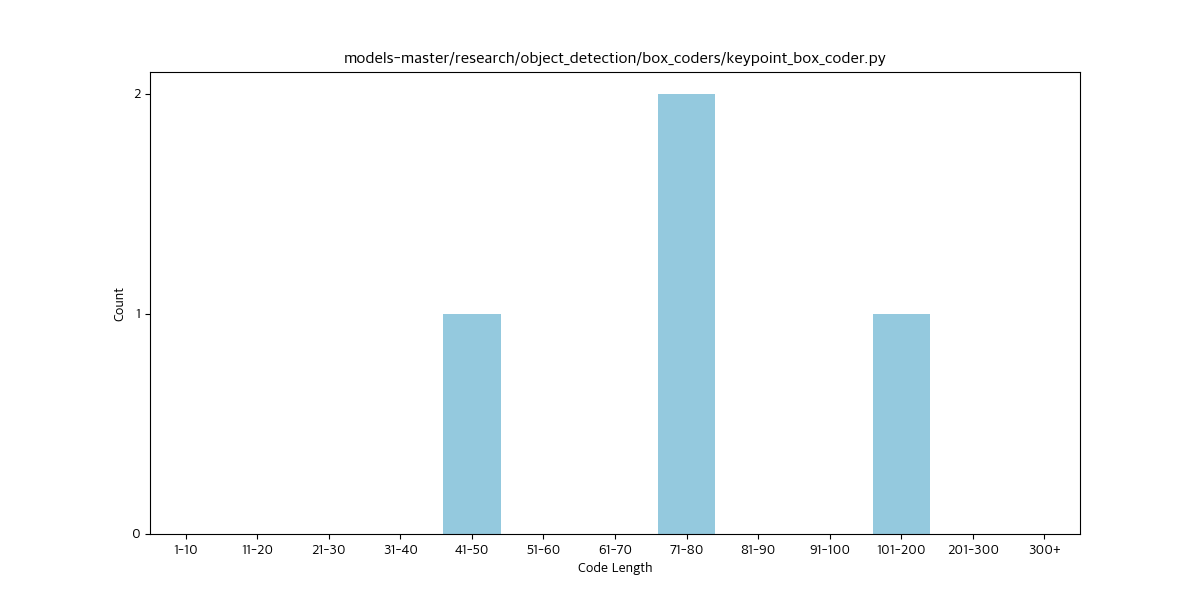 models-master/research/object_detection/box_coders/keypoint_box_coder.py
2
1
0
Count
1-10 11-20 21-30 31-40 41-50 51-60 61-70 71-80 81-90 91-100 101-200 201-300 300+
Code Length